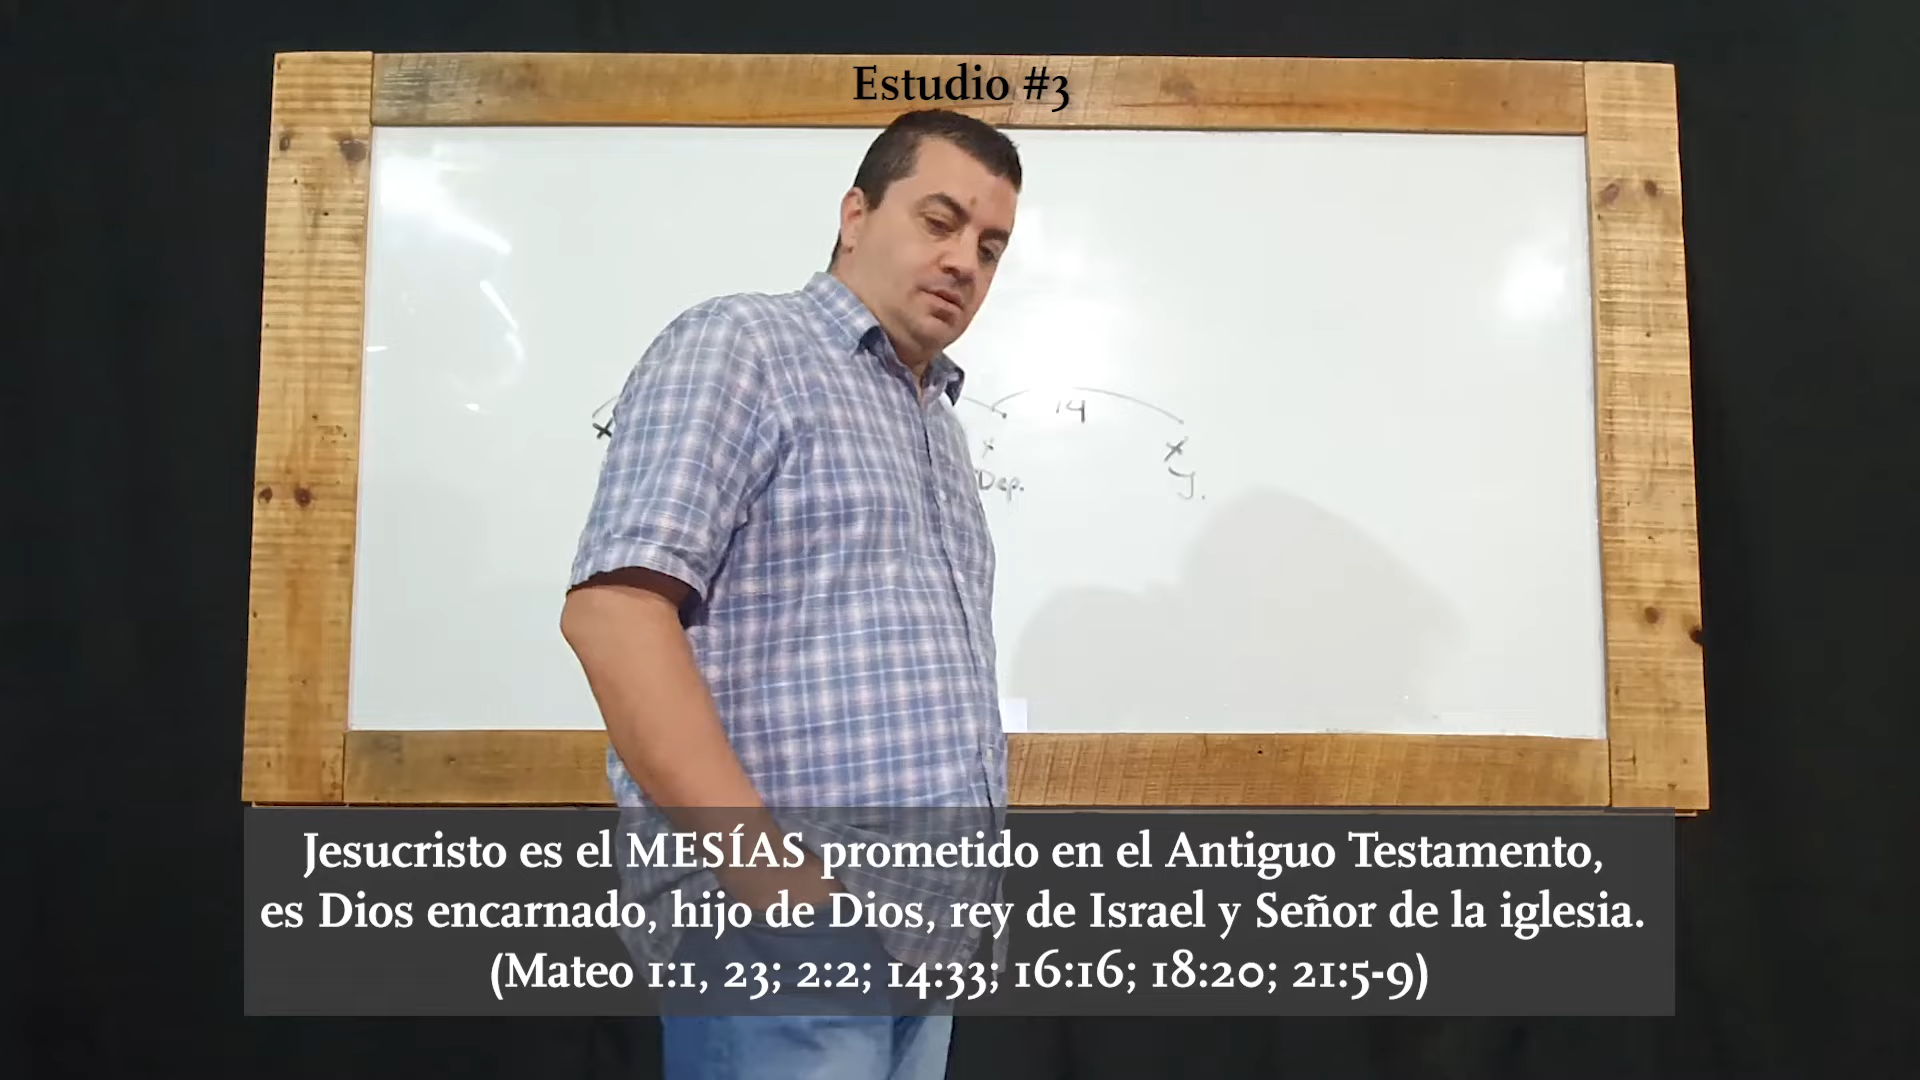 Estudio #3
14
x x x
Dep. J.
Jesucristo es el MESÍAS prometido en el Antiguo Testamento,
es Dios encarnado, hijo de Dios, rey de Israel y Señor de la iglesia.
(Mateo 1:1, 23; 2:2; 14:33; 16:16; 18:20; 21:5-9)